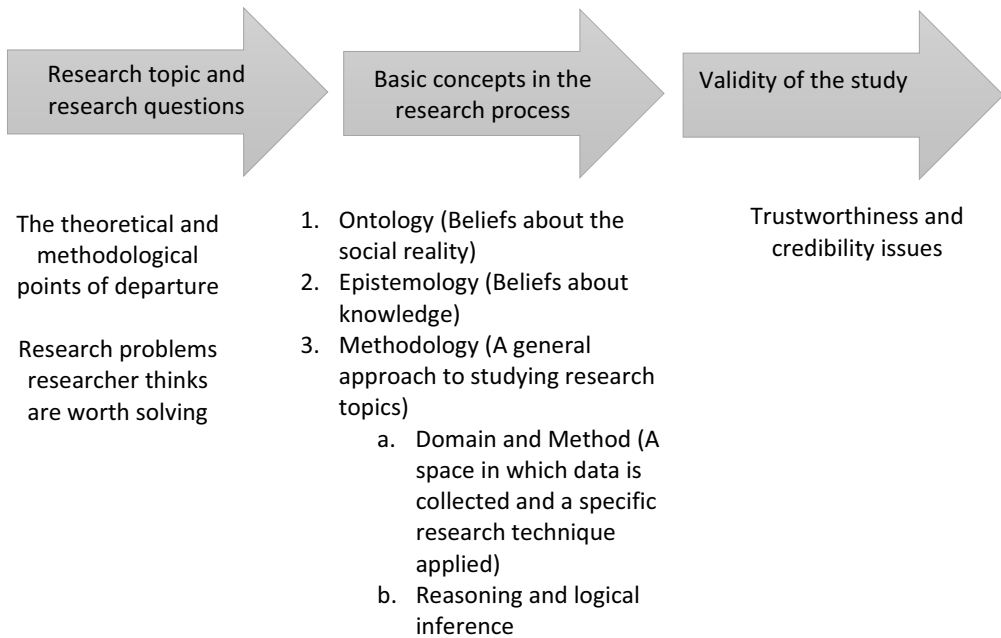 Research topic and
research questions
Basic concepts in the
research process
Validity of the study
The theoretical and
methodological
points of departure
Research problems
researcher thinks
are worth solving
1. Ontology (Beliefs about the
social reality)
2. Epistemology (Beliefs about
knowledge)
3. Methodology (A general
approach to studying research
topics)
a. Domain and Method (A
space in which data is
collected and a specific
research technique
applied)
b. Reasoning and logical
inference
Trustworthiness and
credibility issues